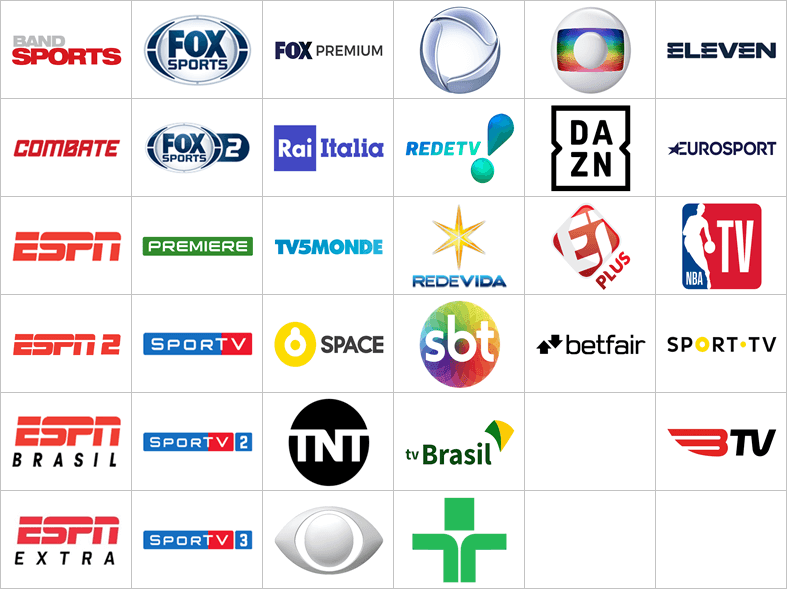 BAND
SPORTS
FOX
SPORTS
FOX PREMIUM
ELEVEN
COMBATE
FOX
SPORTS 2
Rai Italia
REDETV
DA
ZN
EUROSPORT
ESPN
PREMIERE
TV5MONDE
REDEVIDA
EI
PLUS
NBA
TV
ESPN 2
SPORTV
SPACE
sbt
betfair
SPORT•TV
ESPN
BRASIL
SPORTV 2
TNT
tv Brasil
BTV
ESPN
EXTRA
SPORTV 3